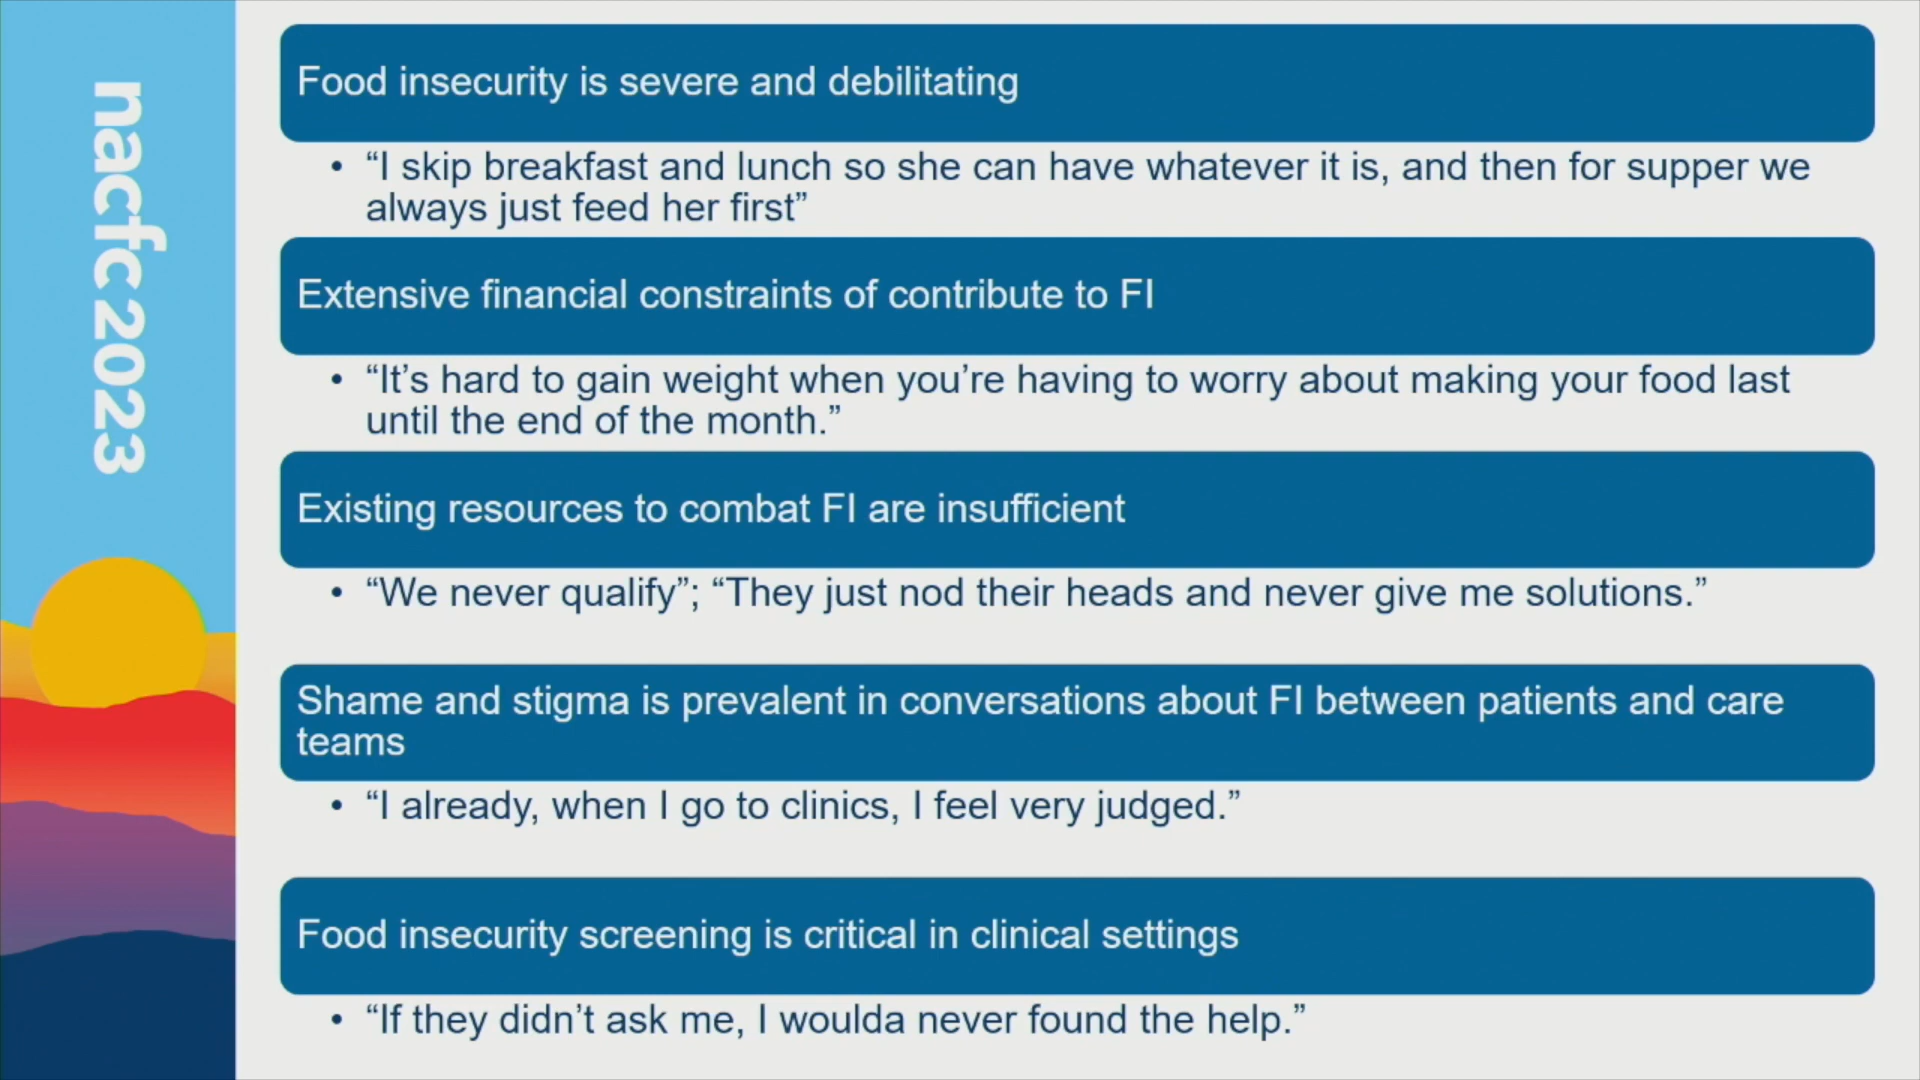 nacfc 2023
Food insecurity is severe and debilitating
• “I skip breakfast and lunch so she can have whatever it is, and then for supper we
always just feed her first”
Extensive financial constraints of contribute to FI
• “It’s hard to gain weight when you’re having to worry about making your food last
until the end of the month.”
Existing resources to combat FI are insufficient
• “We never qualify”; “They just nod their heads and never give me solutions.”
Shame and stigma is prevalent in conversations about FI between patients and care
teams
• “I already, when I go to clinics, I feel very judged.”
Food insecurity screening is critical in clinical settings
• “If they didn’t ask me, I woulda never found the help.”